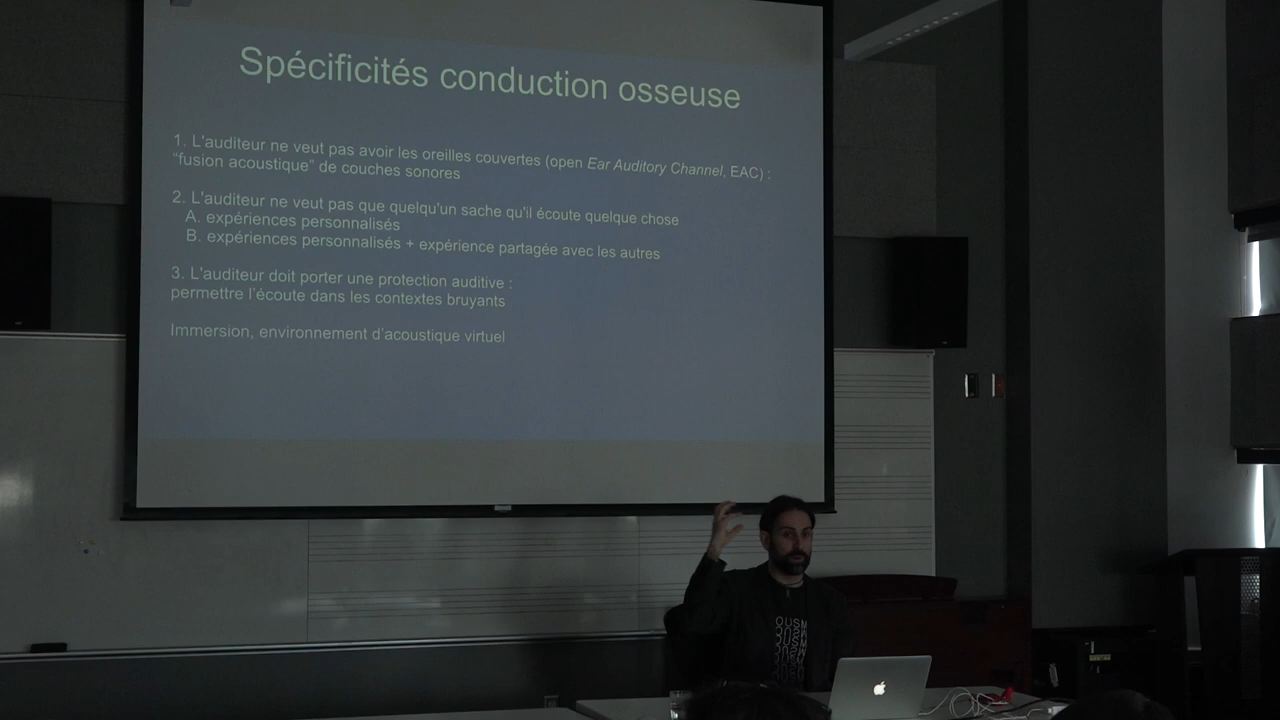 Spécificités conduction osseuse
1. L'auditeur ne veut pas avoir les oreilles couvertes (open Ear Auditory Channel, EAC) :
“fusion acoustique” de couches sonores
2. L'auditeur ne veut pas que quelqu'un sache qu'il écoute quelque chose
A. expériences personnalisés
B. expériences personnalisés + expérience partagée avec les autres
3. L'auditeur doit porter une protection auditive :
permettre l’écoute dans les contextes bruyants
Immersion, environnement d’acoustique virtuel